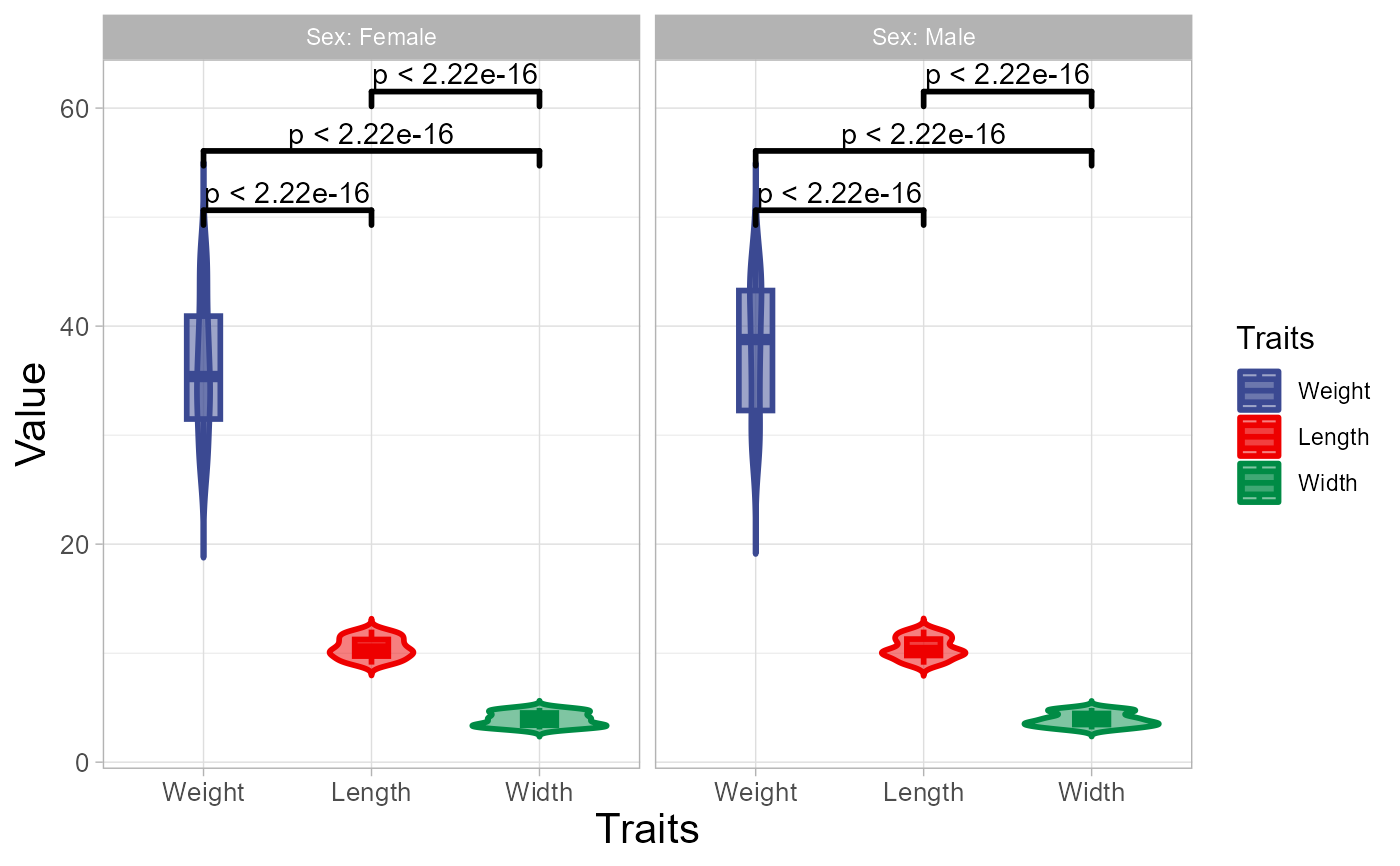 Sex: Female
Sex: Male
p < 2.22e-16
p < 2.22e-16
p < 2.22e-16
p < 2.22e-16
p < 2.22e-16
p < 2.22e-16
60
40
20
0
Value
Weight
Length
Width
Weight
Length
Width
Traits
Traits
Weight
Length
Width